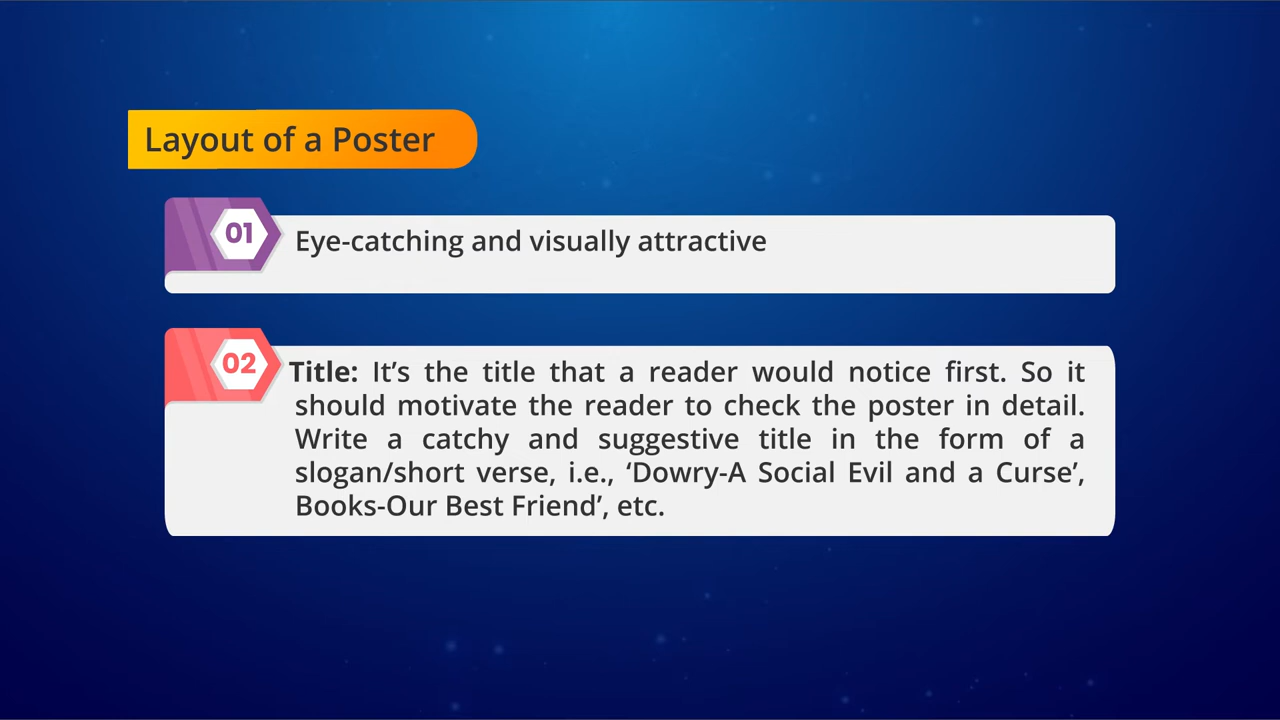 Layout of a Poster
01
Eye-catching and visually attractive
02
Title: It’s the title that a reader would notice first. So it
should motivate the reader to check the poster in detail.
Write a catchy and suggestive title in the form of a
slogan/short verse, i.e., ‘Dowry-A Social Evil and a Curse’,
Books-Our Best Friend’, etc.